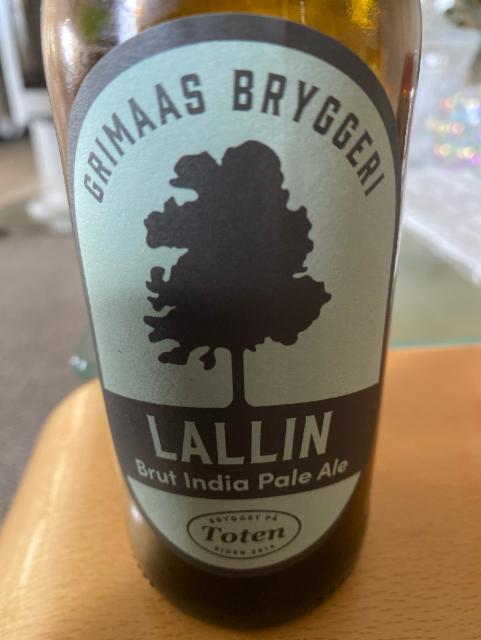 GRIMAAS BRYGGERI
LALLIN
Brut India Pale Ale
BRYGGET PÅ
Toten
SIDEN 2014